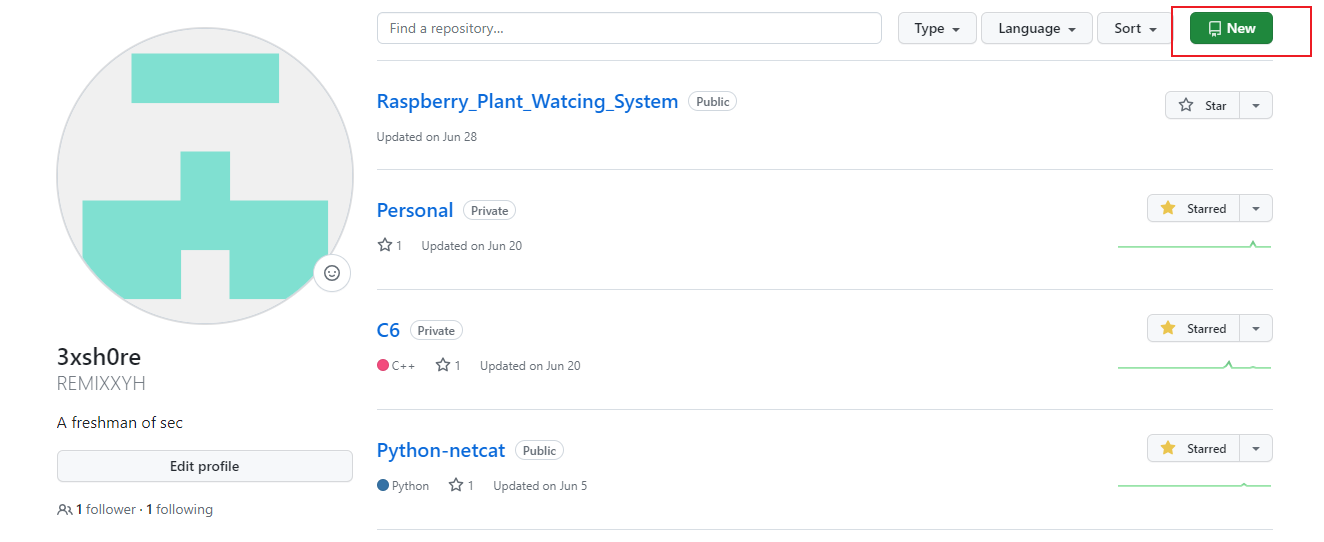 Find a repository...
Type
Language
Sort
New
Raspberry_Plant_Watcing_System
Public
Star
Updated on Jun 28
Personal
Private
Starred
1
Updated on Jun 20
C6
Private
Starred
C++
1
Updated on Jun 20
Python-netcat
Public
Starred
Python
1
Updated on Jun 5
3xsh0re
REMIXXYH
A freshman of sec
Edit profile
1 follower · 1 following